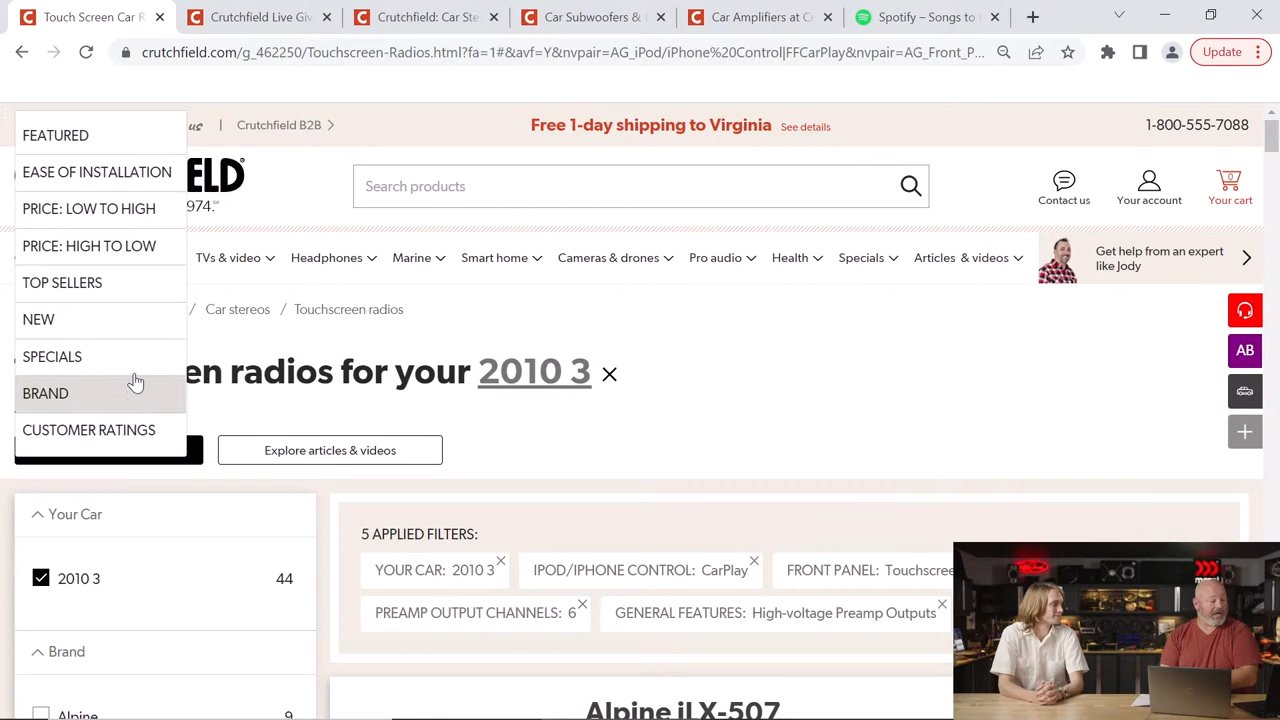 Touch Screen Car R
Crutchfield Live Giv
Crutchfield: Car Ste
Car Subwoofers &
Car Amplifiers at Cr
Spotify – Songs to
crutchfield.com/g_462250/Touchscreen-Radios.html?fa=1#&avf=Y&nvpair=AG_iPod/iPhone%20Control|FFCarPlay&nvpair=AG_Front_P...
Update
us | Crutchfield B2B
Free 1-day shipping to Virginia See details
1-800-555-7088
FEATURED
EASE OF INSTALLATION
PRICE: LOW TO HIGH
PRICE: HIGH TO LOW
TOP SELLERS
NEW
SPECIALS
BRAND
CUSTOMER RATINGS
ELD®
974.℠
Search products
Contact us
Your account
0
Your cart
TVs & video
Headphones
Marine
Smart home
Cameras & drones
Pro audio
Health
Specials
Articles & videos
Get help from an expert
like Jody
/ Car stereos / Touchscreen radios
AB
en radios for your 2010 3
Explore articles & videos
Your Car
2010 3 44
Brand
Alpine 9
5 APPLIED FILTERS:
YOUR CAR: 2010 3
IPOD/IPHONE CONTROL: CarPlay
FRONT PANEL: Touchscree
PREAMP OUTPUT CHANNELS: 6
GENERAL FEATURES: High-voltage Preamp Outputs
Alpine iLX-507
morel